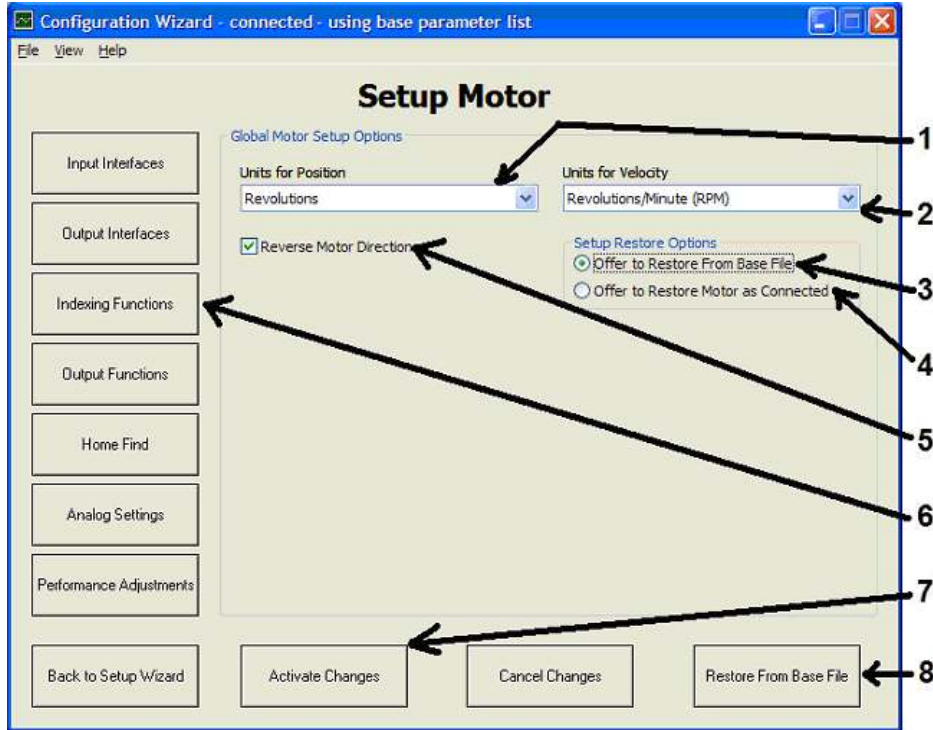 Configuration Wizard - connected - using base parameter list
File View Help
Setup Motor
Global Motor Setup Options
Units for Position
Revolutions
Units for Velocity
Revolutions/Minute (RPM)
Reverse Motor Direction
Setup Restore Options
Offer to Restore From Base File
Offer to Restore Motor as Connected
Input Interfaces
Output Interfaces
Indexing Functions
Output Functions
Home Find
Analog Settings
Performance Adjustments
Back to Setup Wizard
Activate Changes
Cancel Changes
Restore From Base File
1
2
3
4
5
6
7
8